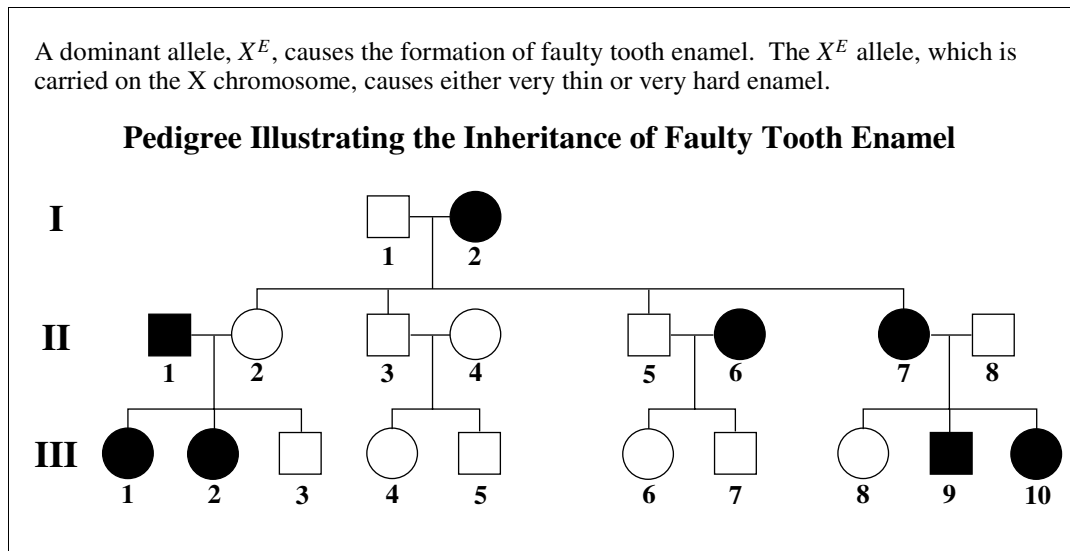 A dominant allele, X^E, causes the formation of faulty tooth enamel. The X^E allele, which is
carried on the X chromosome, causes either very thin or very hard enamel.
Pedigree Illustrating the Inheritance of Faulty Tooth Enamel
I
1 2
II
1 2 3 4 5 6 7 8
III
1 2 3 4 5 6 7 8 9 10